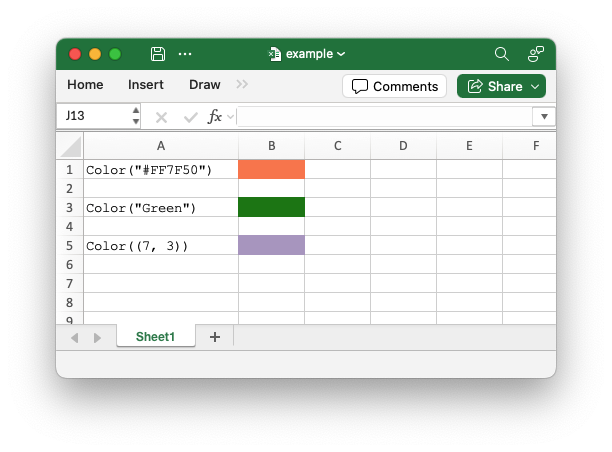 example
Home Insert Draw Comments Share
J13 fx
A B C D E F
1 Color("#FF7F50")
2
3 Color("Green")
4
5 Color((7, 3))
6
7
8
9
Sheet1 +